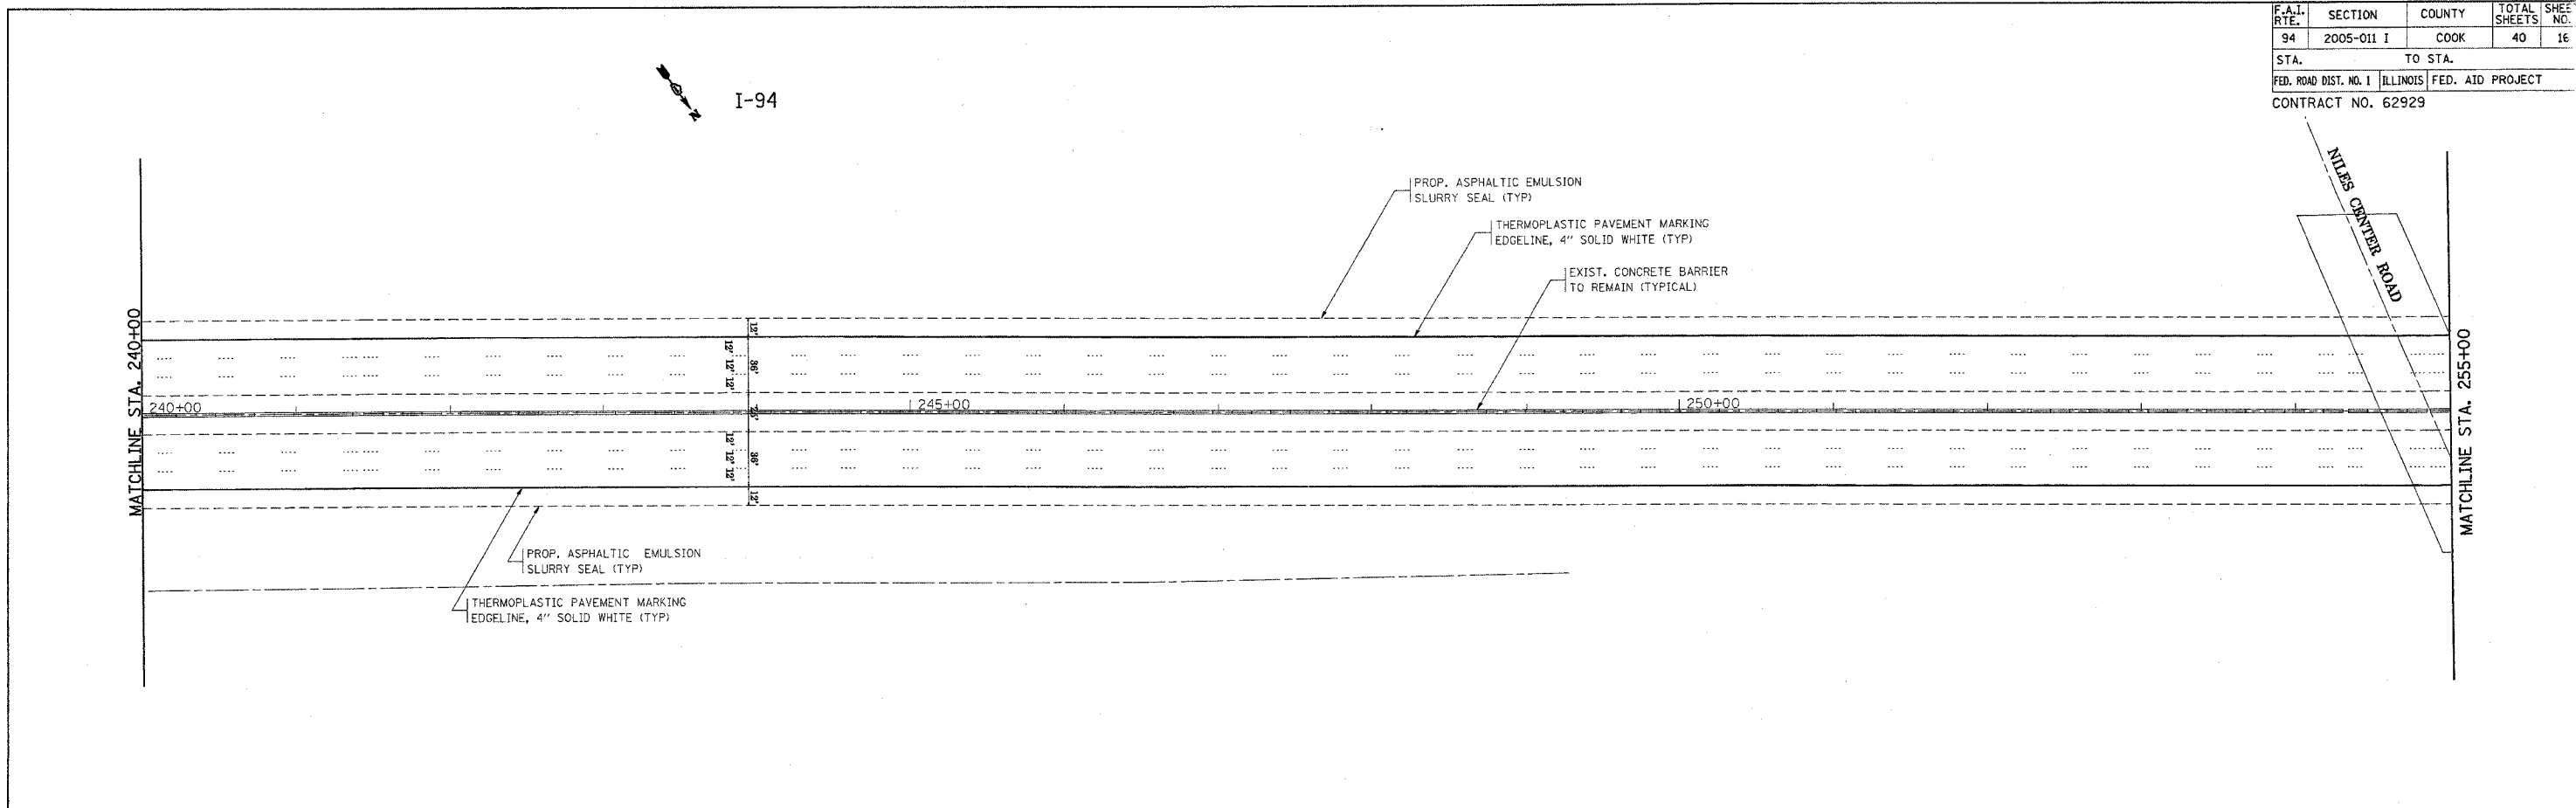 F.A.I. RTE. SECTION COUNTY TOTAL SHEETS
94 2005-011 I COOK 40 16
STA. TO STA.
FED. ROAD DIST. NO. 1 ILLINOIS FED. AID PROJECT
CONTRACT NO. 62929
N
I-94
NILES CENTER ROAD
PROP. ASPHALTIC EMULSION
SLURRY SEAL (TYP)
THERMOPLASTIC PAVEMENT MARKING
EDGELINE, 4" SOLID WHITE (TYP)
EXIST. CONCRETE BARRIER
TO REMAIN (TYPICAL)
MATCHLINE STA. 240+00
MATCHLINE STA. 255+00
12'
12' 12' 12'
36'
240+00
245+00
250+00
12' 12' 12'
36'
12'
PROP. ASPHALTIC EMULSION
SLURRY SEAL (TYP)
THERMOPLASTIC PAVEMENT MARKING
EDGELINE, 4" SOLID WHITE (TYP)